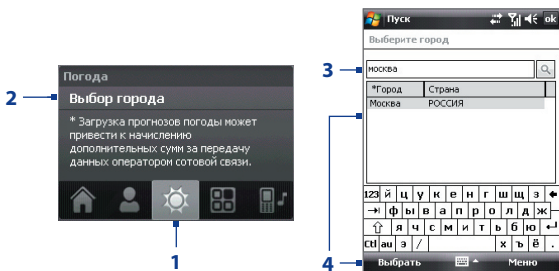 Погода
2
Выбор города
* Загрузка прогнозов погоды может
привести к начислению
дополнительных сумм за передачу
данных оператором сотовой связи.
1
Пуск
ok
Выберите город
3
москва
*Город Страна
Москва РОССИЯ
123 й ц у к е н г ш щ з
ф ы в а п р о л д ж
я ч с м и т ь б ю
Ctl аu э / х ъ ё .
4
Выбрать Меню